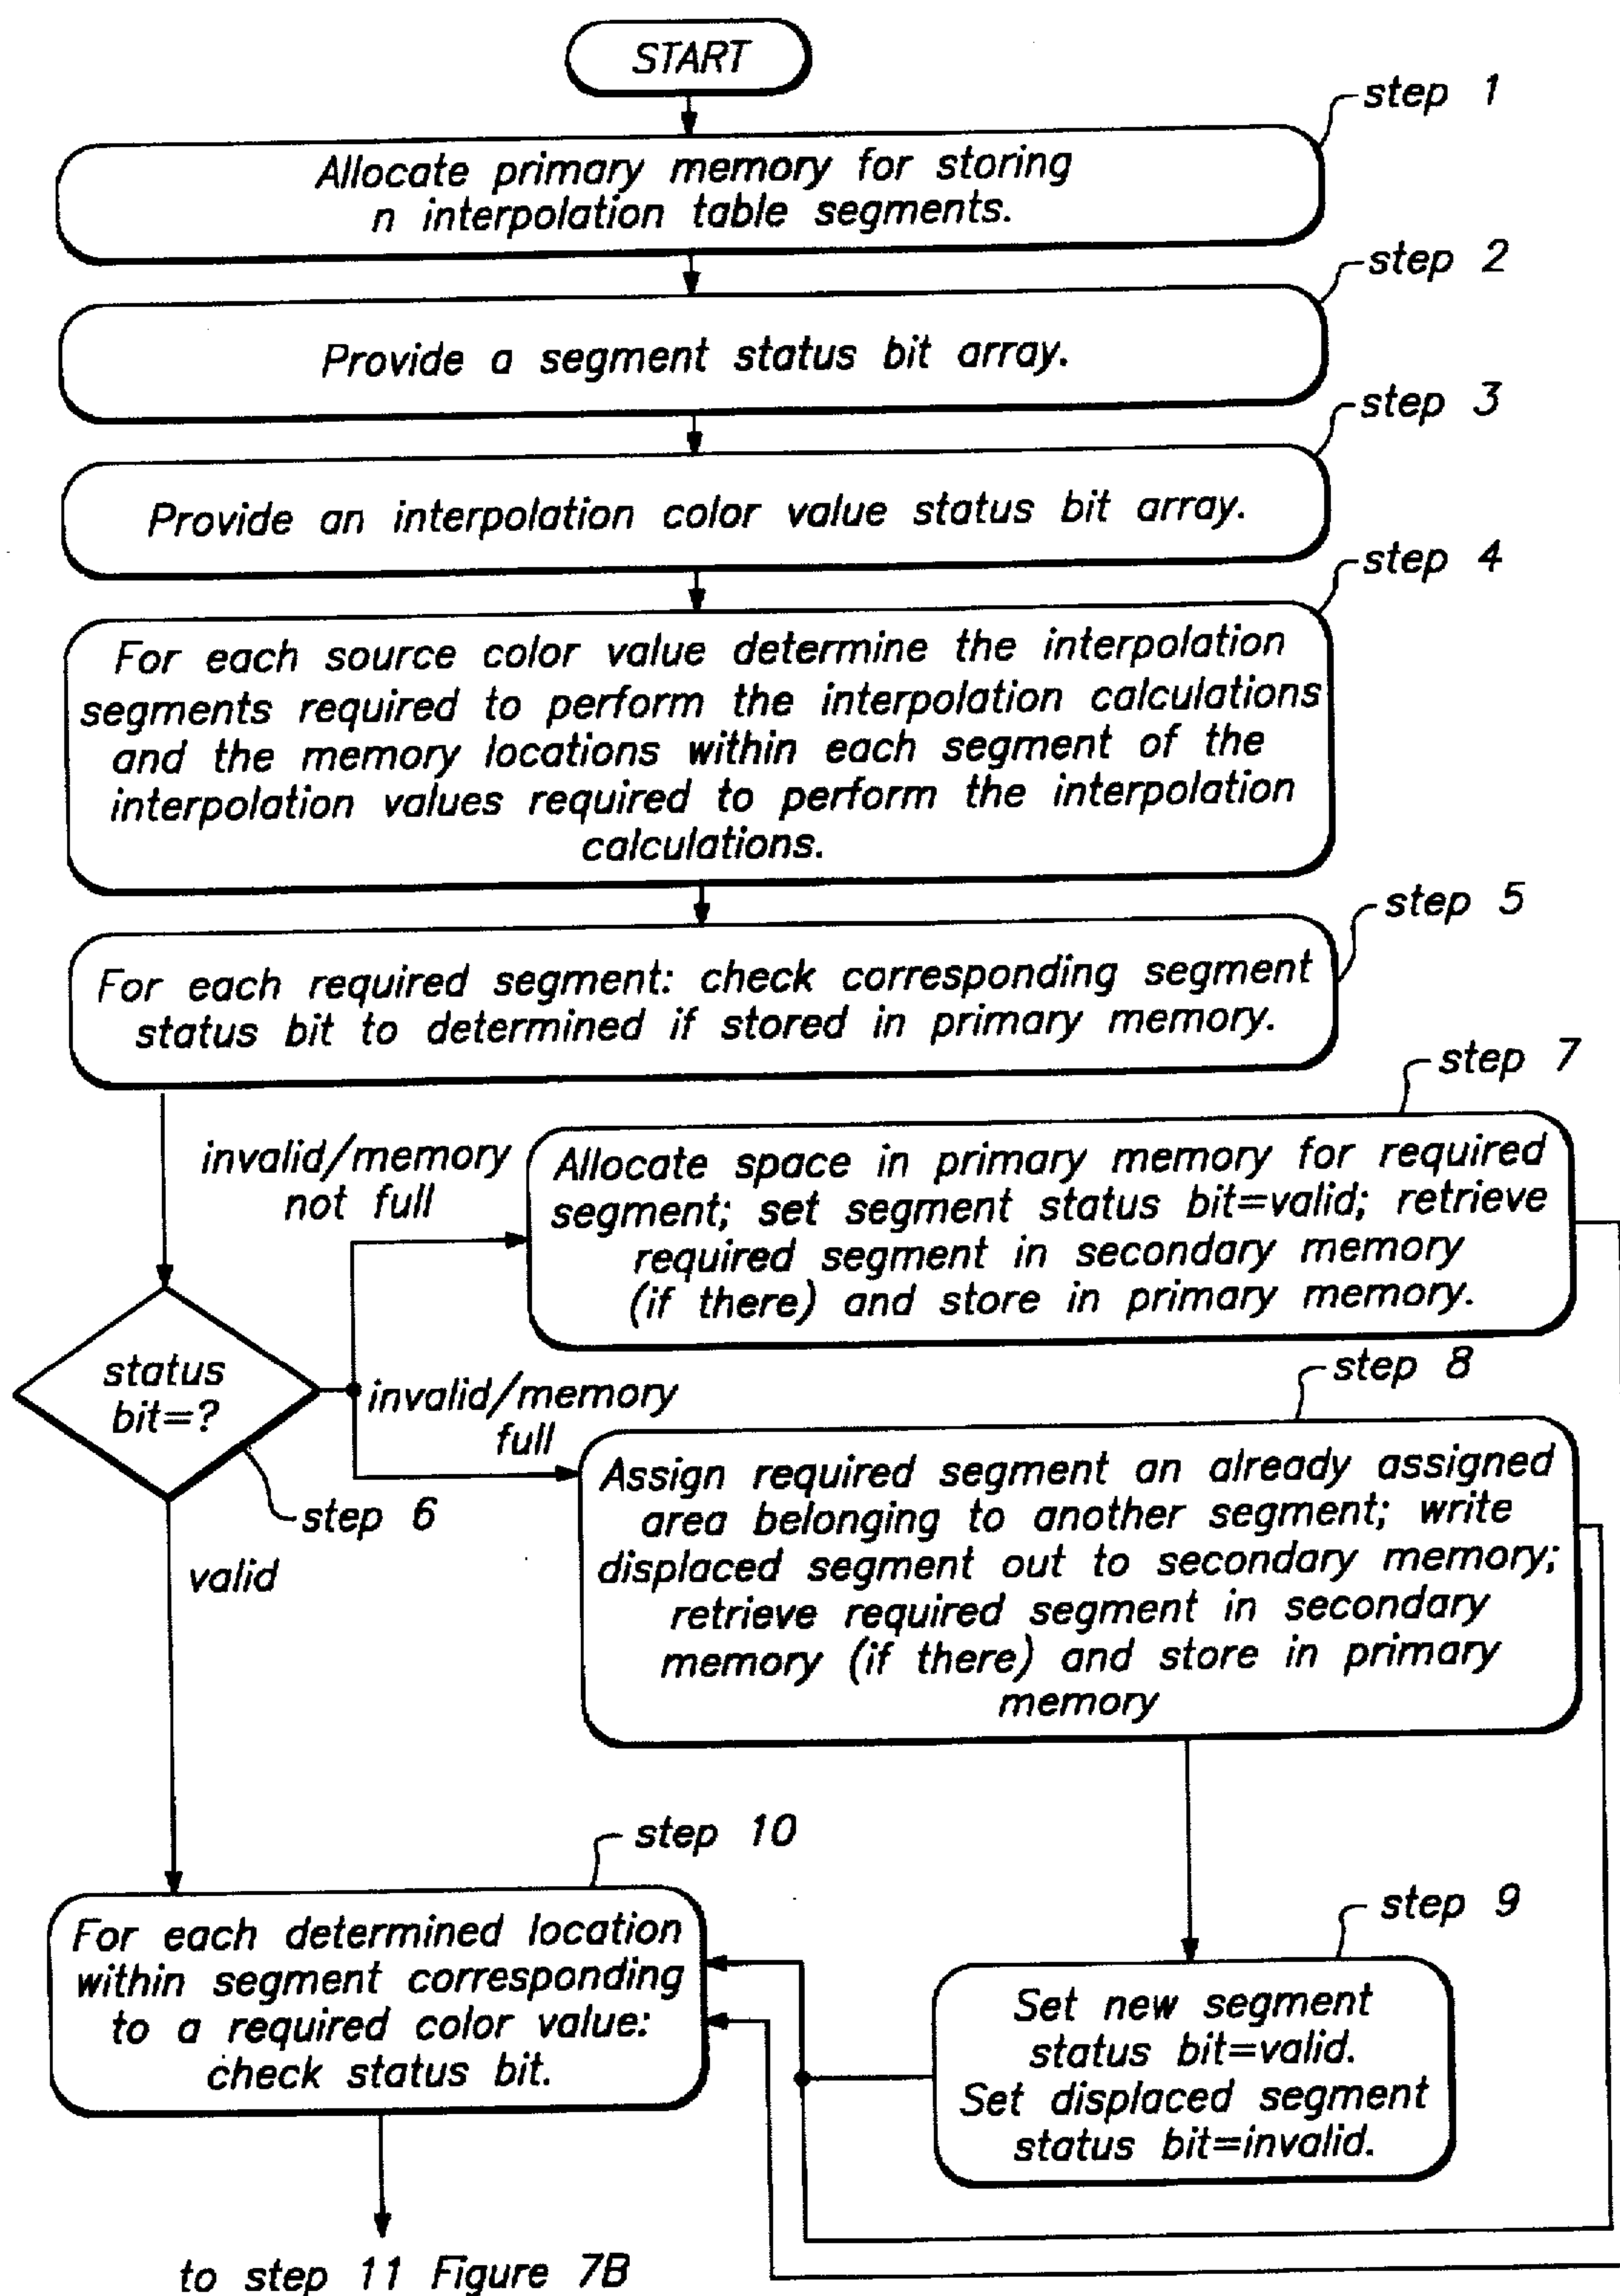 START
step 1
Allocate primary memory for storing
n interpolation table segments.
step 2
Provide a segment status bit array.
step 3
Provide an interpolation color value status bit array.
step 4
For each source color value determine the interpolation
segments required to perform the interpolation calculations
and the memory locations within each segment of the
interpolation values required to perform the interpolation
calculations.
step 5
For each required segment: check corresponding segment
status bit to determined if stored in primary memory.
step 7
invalid/memory
not full
Allocate space in primary memory for required
segment; set segment status bit=valid; retrieve
required segment in secondary memory
(if there) and store in primary memory.
status
bit=?
step 6
invalid/memory
full
step 8
Assign required segment an already assigned
area belonging to another segment; write
displaced segment out to secondary memory;
retrieve required segment in secondary
memory (if there) and store in primary
memory
valid
step 10
For each determined location
within segment corresponding
to a required color value:
check status bit.
step 9
Set new segment
status bit=valid.
Set displaced segment
status bit=invalid.
to step 11 Figure 7B